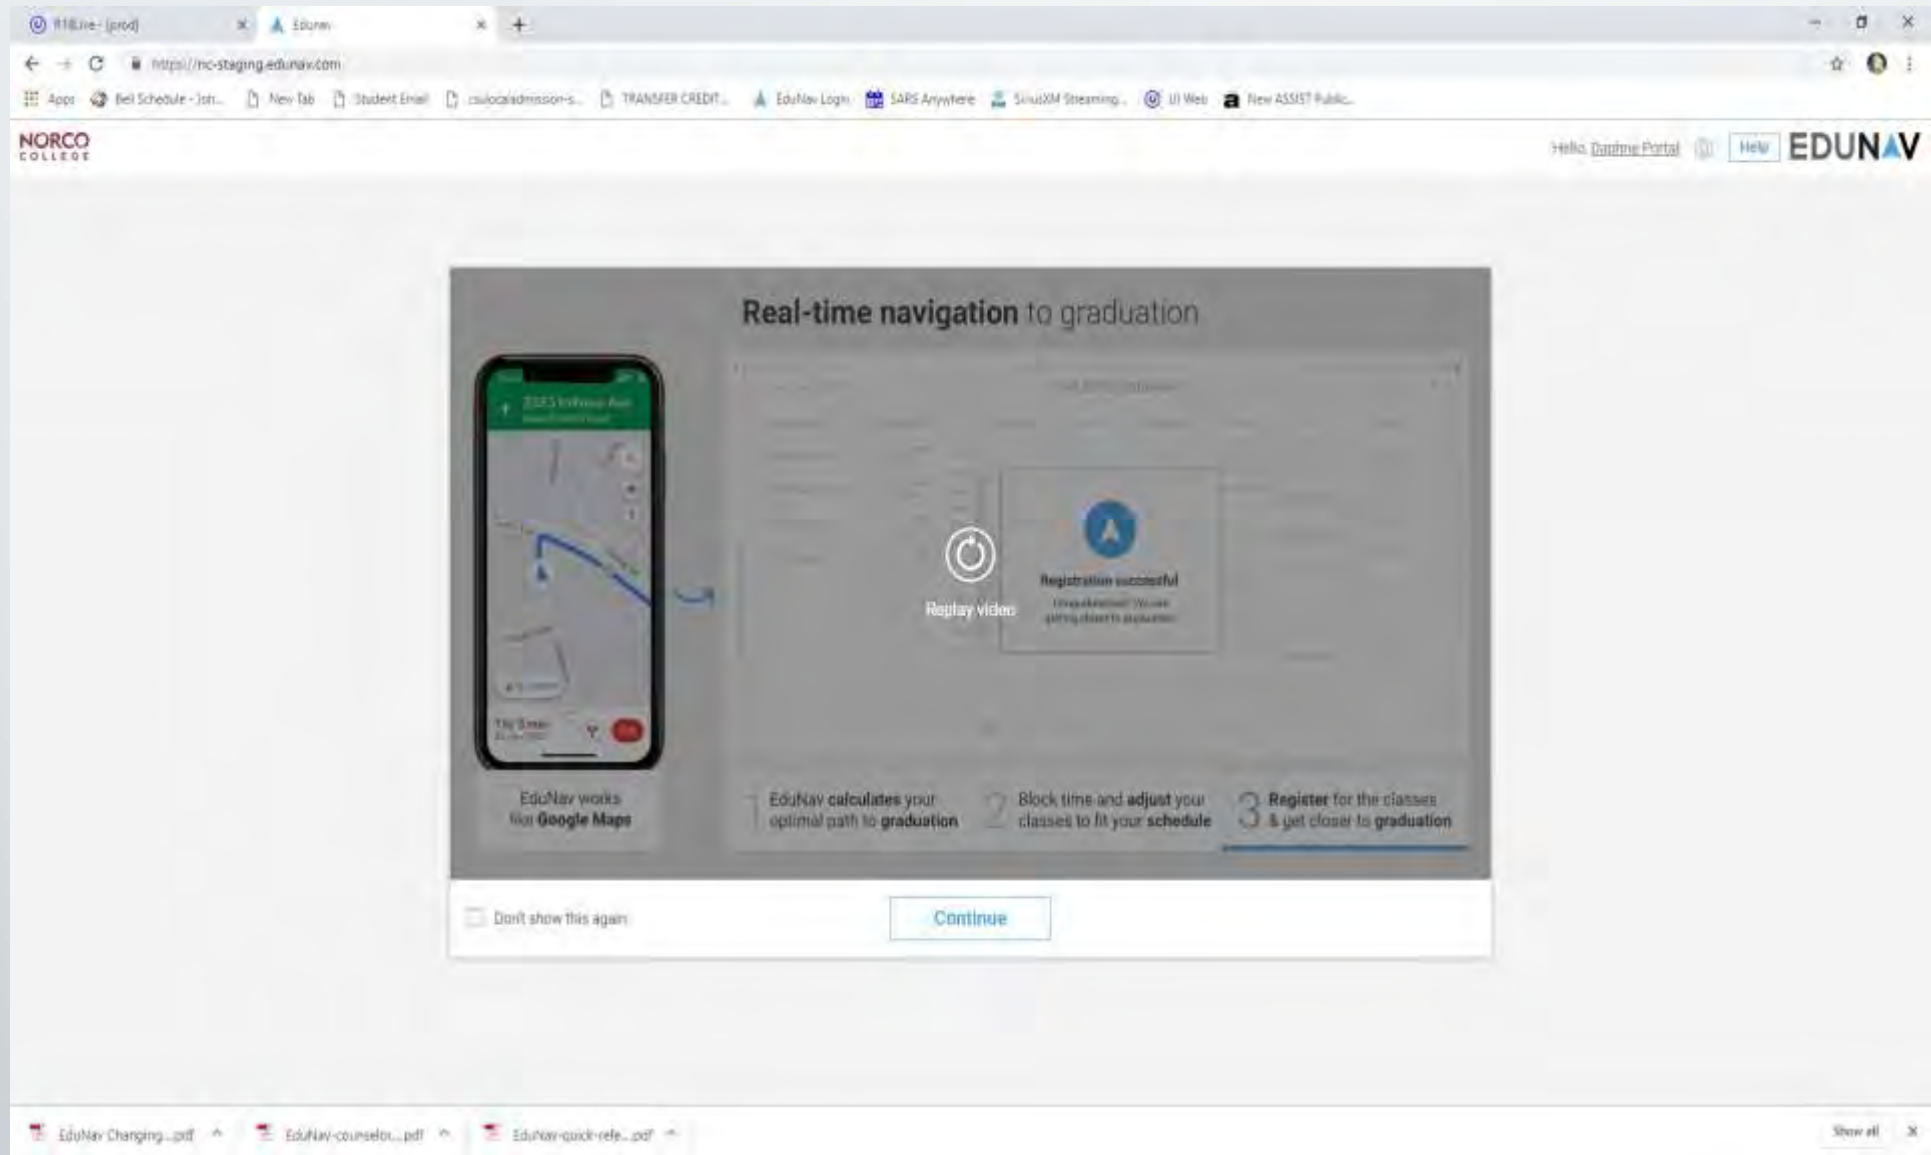 Edunav
https://nc-staging.edunav.com
Apps
Bell Schedule - Joh...
New Tab
Student Email
csulocaladmission-s...
TRANSFER CREDIT...
EduNav Login
SARS Anywhere
SiriusXM Streaming...
UI Web
New ASSIST Public...
NORCO
COLLEGE
Hello, Daphne Portal
Help
EDUNAV
Real-time navigation to graduation
Registration successful
Replay video
EduNav works
like Google Maps
1 EduNav calculates your
optimal path to graduation
2 Block time and adjust your
classes to fit your schedule
3 Register for the classes
& get closer to graduation
Don't show this again
Continue
EduNav Changing...pdf
EduNav-counselor...pdf
EduNav-quick-refe...pdf
Show all